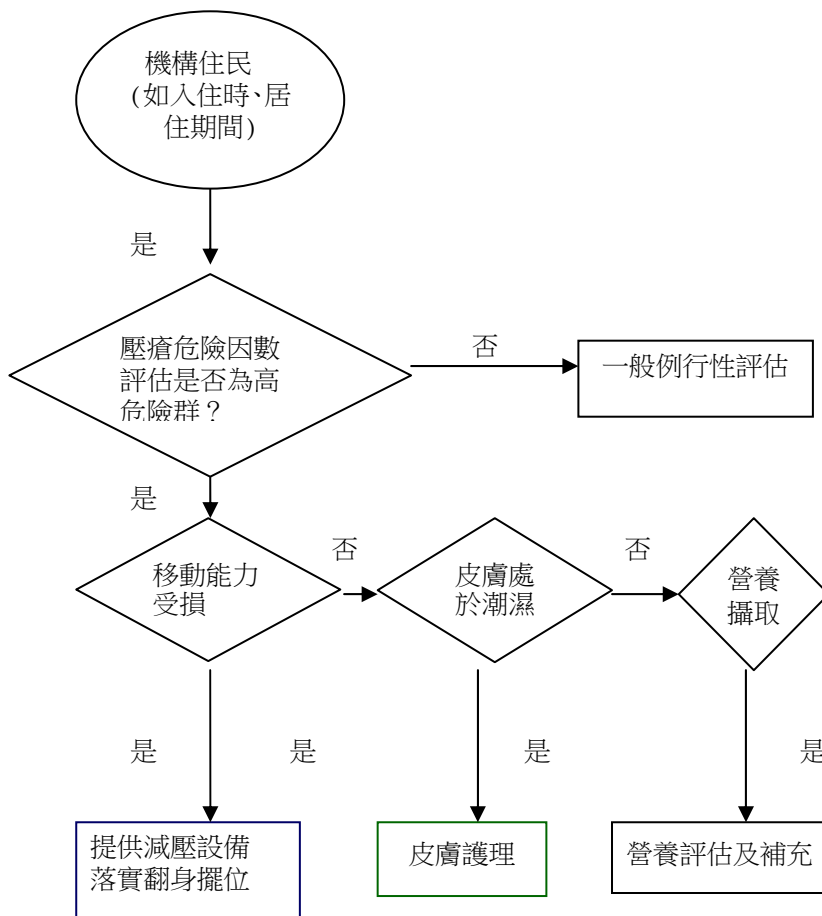 機構住民
(如入住時、居
住期間)
是
壓瘡危險因數
評估是否為高
危險群？
否
一般例行性評估
是
移動能力
受損
否
皮膚處
於潮濕
否
營養
攝取
是
是
是
是
提供減壓設備
落實翻身擺位
皮膚護理
營養評估及補充